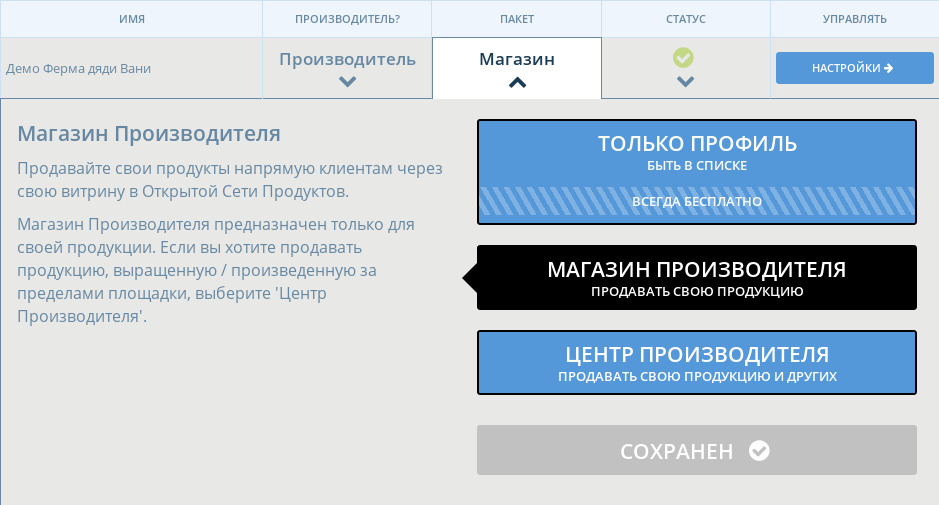 ИМЯ
ПРОИЗВОДИТЕЛЬ?
ПАКЕТ
СТАТУС
УПРАВЛЯТЬ
Демо Ферма дяди Вани
Производитель
Магазин
НАСТРОЙКИ
Магазин Производителя
Продавайте свои продукты напрямую клиентам через
свою витрину в Открытой Сети Продуктов.
Магазин Производителя предназначен только для
своей продукции. Если вы хотите продавать
продукцию, выращенную / произведенную за
пределами площадки, выберите 'Центр
Производителя'.
ТОЛЬКО ПРОФИЛЬ
БЫТЬ В СПИСКЕ
ВСЕГДА БЕСПЛАТНО
МАГАЗИН ПРОИЗВОДИТЕЛЯ
ПРОДАВАТЬ СВОЮ ПРОДУКЦИЮ
ЦЕНТР ПРОИЗВОДИТЕЛЯ
ПРОДАВАТЬ СВОЮ ПРОДУКЦИЮ И ДРУГИХ
СОХРАНЕН